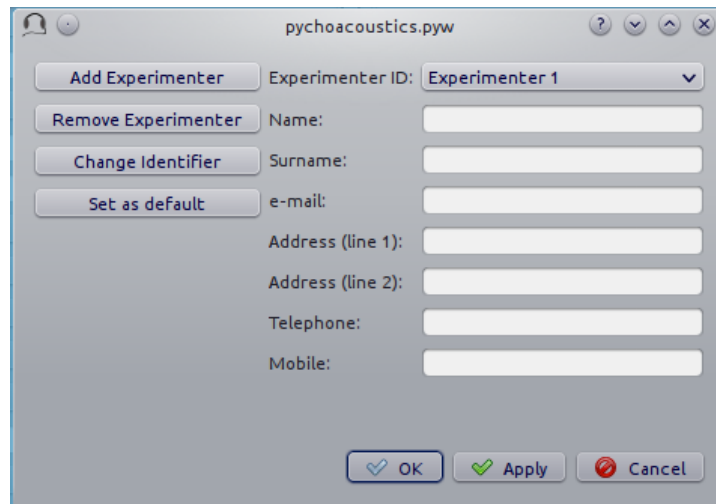 pychoacoustics.pyw
Add Experimenter
Experimenter ID: Experimenter 1
Remove Experimenter
Name:
Change Identifier
Surname:
Set as default
e-mail:
Address (line 1):
Address (line 2):
Telephone:
Mobile:
OK
Apply
Cancel